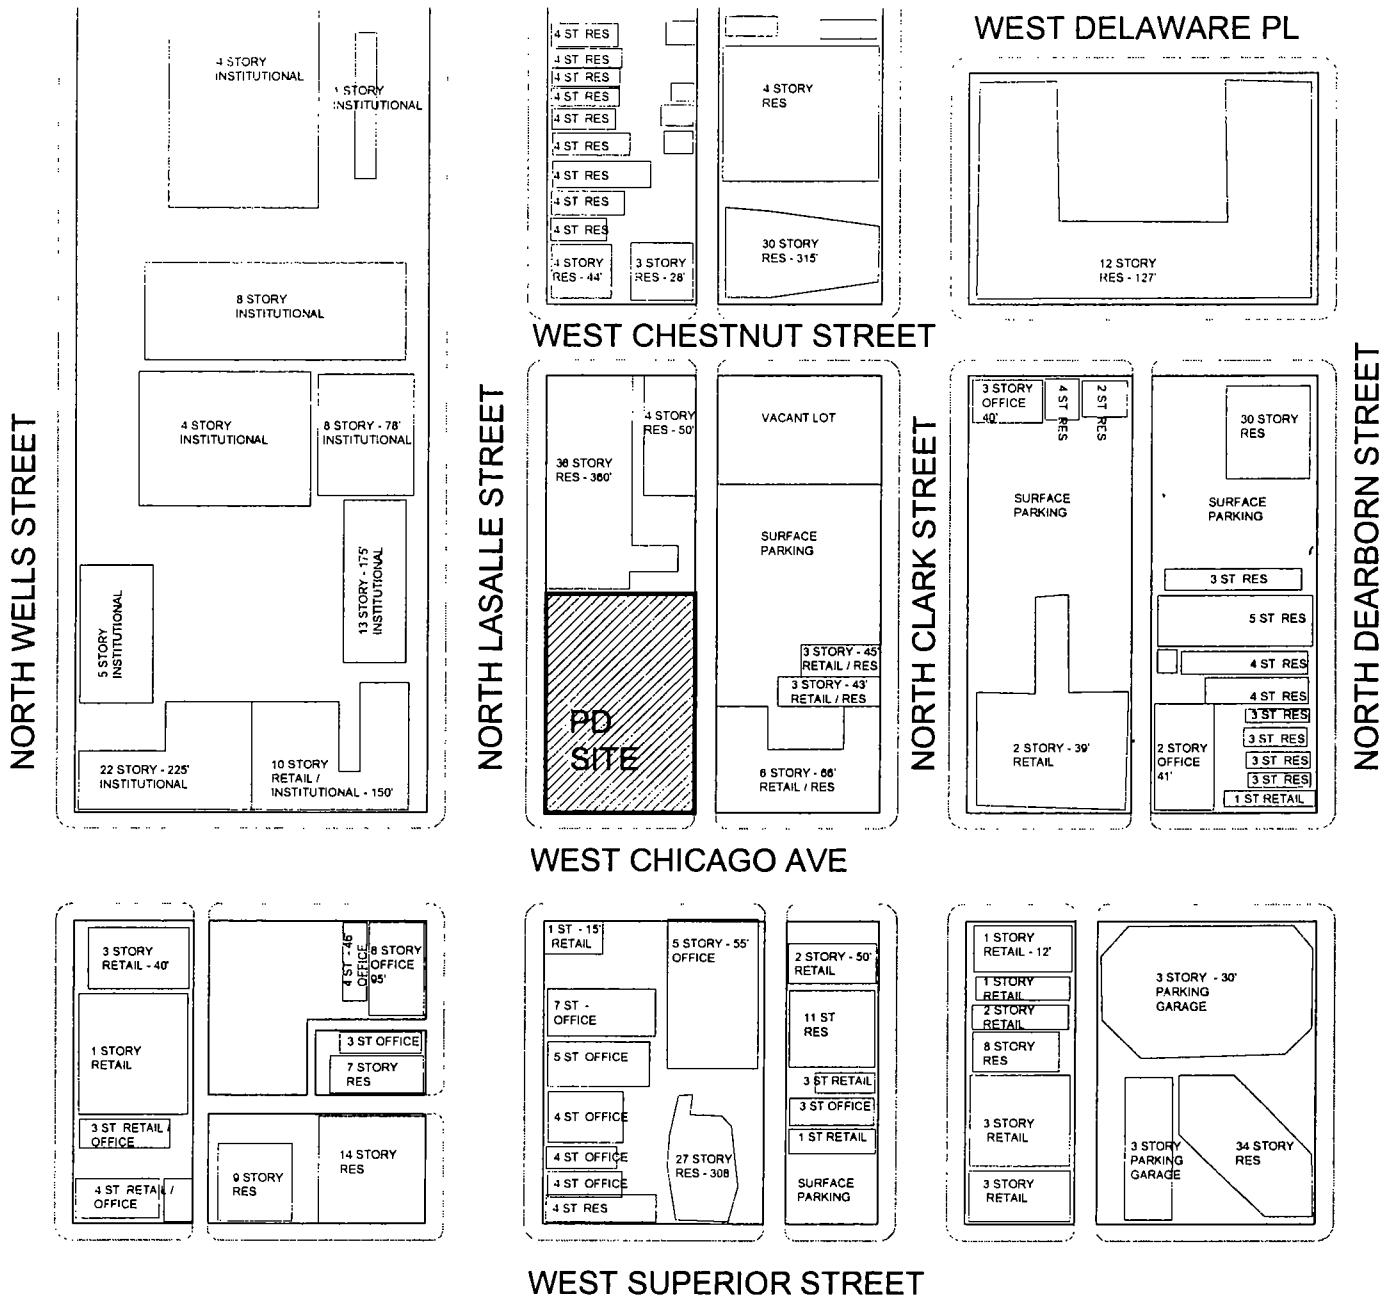 WEST DELAWARE PL
4 STORY
INSTITUTIONAL
STORY
INSTITUTIONAL
4 ST RES
4 ST RES
4 ST RES
4 ST RES
4 ST RES
4 ST RES
4 ST RES
4 ST RES
4 ST RES
4 STORY
RES - 44'
3 STORY
RES - 28'
4 STORY
RES
30 STORY
RES - 315'
12 STORY
RES - 127'
8 STORY
INSTITUTIONAL
WEST CHESTNUT STREET
NORTH WELLS STREET
4 STORY
INSTITUTIONAL
8 STORY - 78'
INSTITUTIONAL
13 STORY - 175'
INSTITUTIONAL
5 STORY
INSTITUTIONAL
22 STORY - 225'
INSTITUTIONAL
10 STORY
RETAIL /
INSTITUTIONAL - 150'
NORTH LASALLE STREET
36 STORY
RES - 360'
4 STORY
RES - 50'
PD
SITE
VACANT LOT
SURFACE
PARKING
3 STORY - 45'
RETAIL / RES
3 STORY - 43'
RETAIL / RES
6 STORY - 66'
RETAIL / RES
NORTH CLARK STREET
3 STORY
OFFICE
40'
4 ST RES
2 ST RES
SURFACE
PARKING
2 STORY - 39'
RETAIL
30 STORY
RES
SURFACE
PARKING
3 ST RES
5 ST RES
4 ST RES
4 ST RES
3 ST RES
3 ST RES
3 ST RES
3 ST RES
1 ST RETAIL
2 STORY
OFFICE
41'
NORTH DEARBORN STREET
WEST CHICAGO AVE
3 STORY
RETAIL - 40'
1 STORY
RETAIL
3 ST RETAIL /
OFFICE
4 ST RETAIL /
OFFICE
4 ST - 46'
OFFICE
8 STORY
OFFICE
95'
3 ST OFFICE
7 STORY
RES
9 STORY
RES
14 STORY
RES
1 ST - 15'
RETAIL
5 STORY - 55'
OFFICE
7 ST -
OFFICE
5 ST OFFICE
4 ST OFFICE
4 ST OFFICE
4 ST OFFICE
4 ST RES
27 STORY
RES - 308
2 STORY - 50'
RETAIL
11 ST
RES
3 ST RETAIL
3 ST OFFICE
1 ST RETAIL
SURFACE
PARKING
1 STORY
RETAIL - 12'
1 STORY
RETAIL
2 STORY
RETAIL
8 STORY
RES
3 STORY
RETAIL
3 STORY
RETAIL
3 STORY - 30'
PARKING
GARAGE
3 STORY
PARKING
GARAGE
34 STORY
RES
WEST SUPERIOR STREET